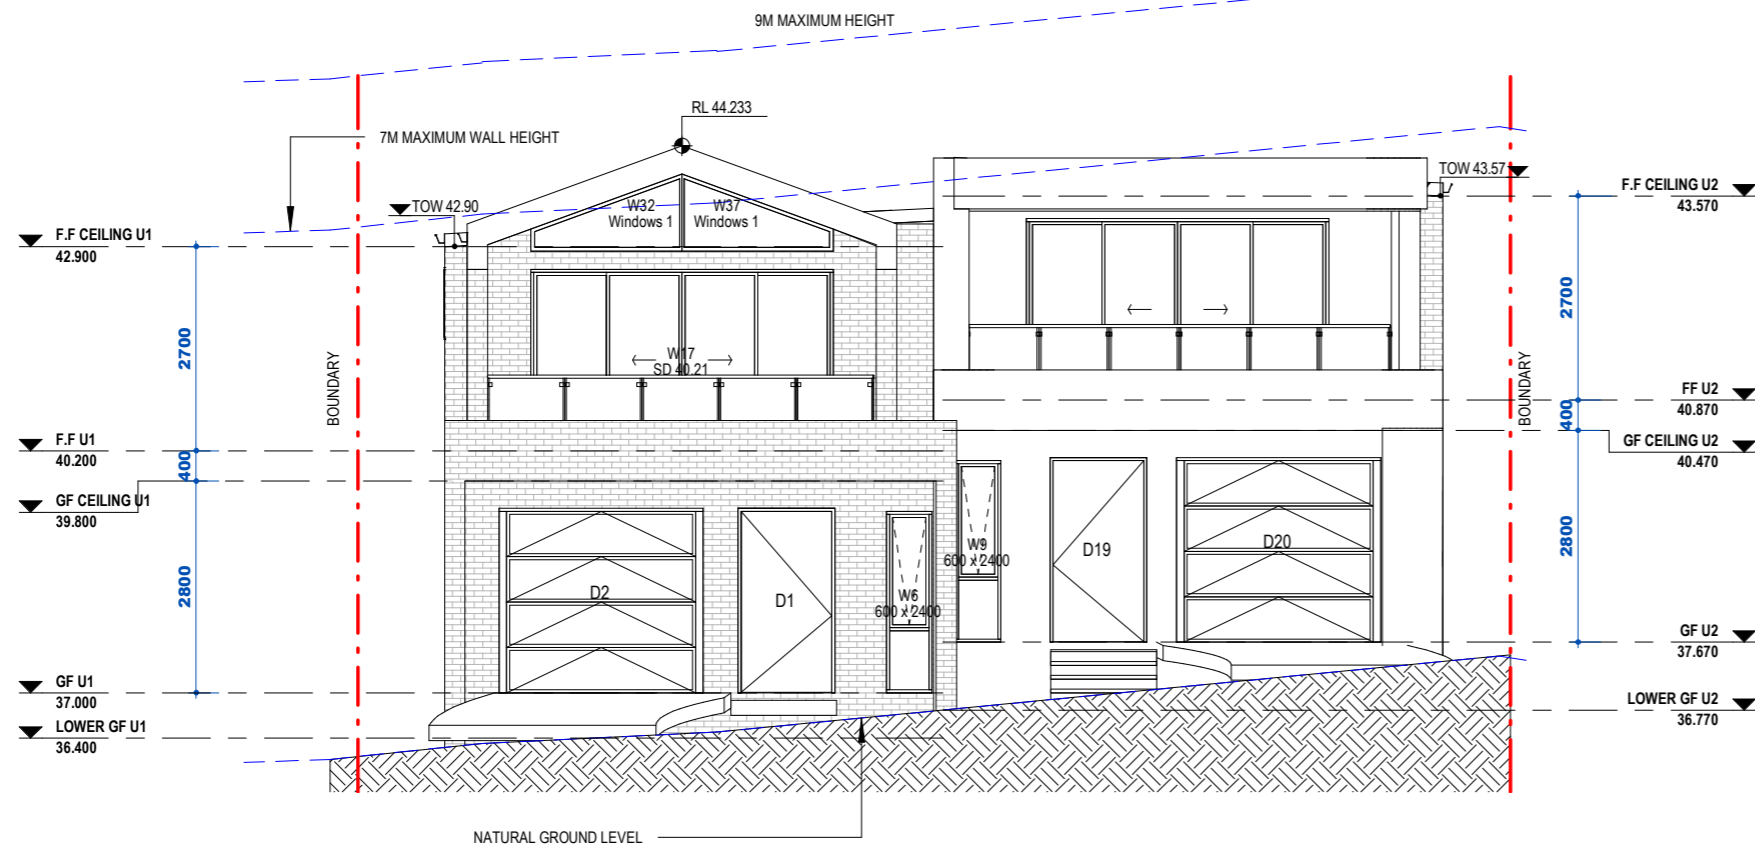 9M MAXIMUM HEIGHT
RL 44.233
7M MAXIMUM WALL HEIGHT
TOW 42.90
TOW 43.57
W32
Windows 1
W37
Windows 1
F.F CEILING U1
42.900
F.F CEILING U2
43.570
2700
2700
BOUNDARY
BOUNDARY
W17
SD 40.21
FF U2
40.870
F.F U1
40.200
400
400
GF CEILING U2
40.470
GF CEILING U1
39.800
2800
2800
D2
D1
W6
600 x 2400
W9
600 x 2400
D19
D20
GF U2
37.670
GF U1
37.000
LOWER GF U2
36.770
LOWER GF U1
36.400
NATURAL GROUND LEVEL